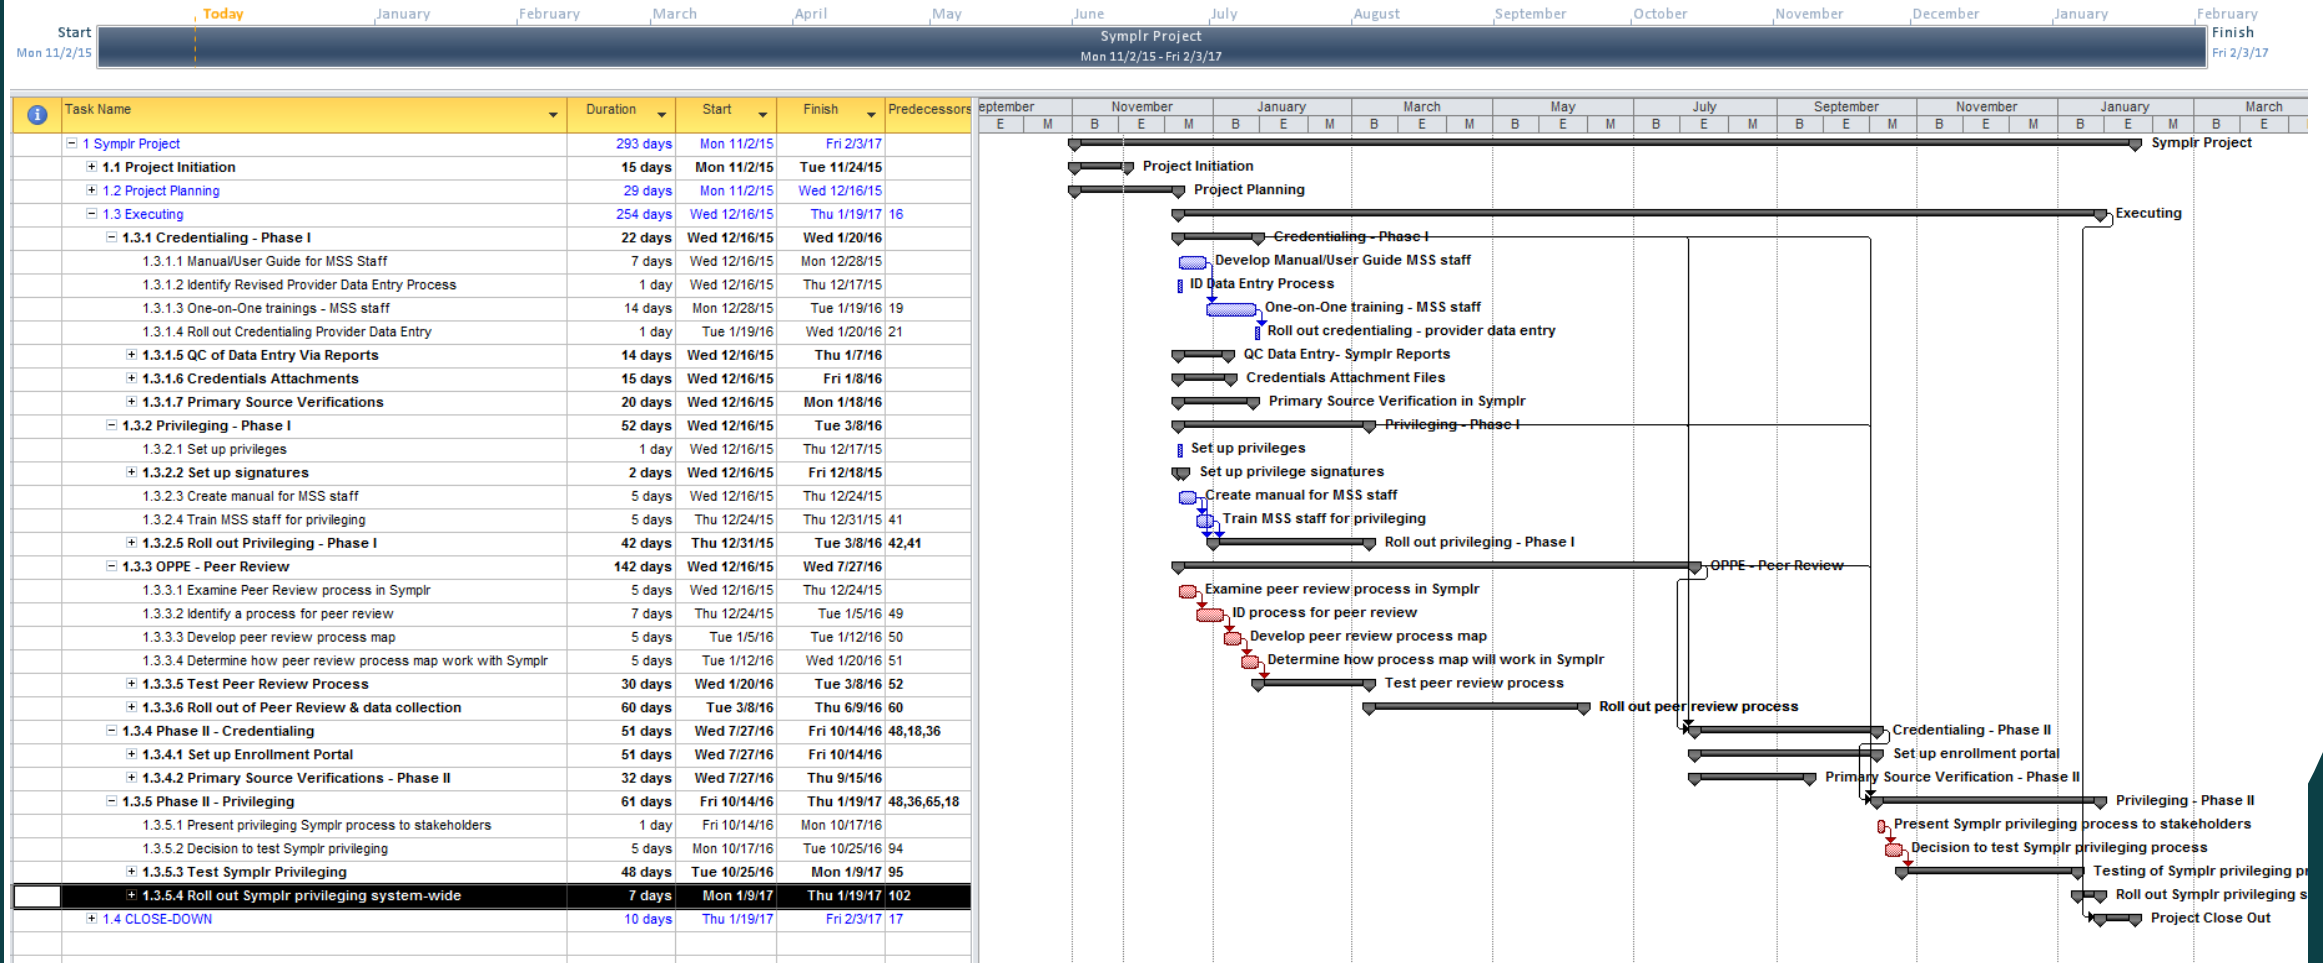 Today January February March April May June July August September October November December January February
Start Symplr Project Finish
Mon 11/2/15 Mon 11/2/15 - Fri 2/3/17 Fri 2/3/17
Task Name Duration Start Finish Predecessors eptember November January March May July September November January March
E M B E M B E M B E M B E M B E M B E M B E M B E M B E
1 Symplr Project 293 days Mon 11/2/15 Fri 2/3/17 Symplr Project
1.1 Project Initiation 15 days Mon 11/2/15 Tue 11/24/15 Project Initiation
1.2 Project Planning 29 days Mon 11/2/15 Wed 12/16/15 Project Planning
1.3 Executing 254 days Wed 12/16/15 Thu 1/19/17 16 Executing
1.3.1 Credentialing - Phase I 22 days Wed 12/16/15 Wed 1/20/16 Credentialing - Phase I
1.3.1.1 Manual/User Guide for MSS Staff 7 days Wed 12/16/15 Mon 12/28/15 Develop Manual/User Guide MSS staff
1.3.1.2 Identify Revised Provider Data Entry Process 1 day Wed 12/16/15 Thu 12/17/15 ID Data Entry Process
1.3.1.3 One-on-One trainings - MSS staff 14 days Mon 12/28/15 Tue 1/19/16 19 One-on-One training - MSS staff
1.3.1.4 Roll out Credentialing Provider Data Entry 1 day Tue 1/19/16 Wed 1/20/16 21 Roll out credentialing - provider data entry
1.3.1.5 QC of Data Entry Via Reports 14 days Wed 12/16/15 Thu 1/7/16 QC Data Entry- Symplr Reports
1.3.1.6 Credentials Attachments 15 days Wed 12/16/15 Fri 1/8/16 Credentials Attachment Files
1.3.1.7 Primary Source Verifications 20 days Wed 12/16/15 Mon 1/18/16 Primary Source Verification in Symplr
1.3.2 Privileging - Phase I 52 days Wed 12/16/15 Tue 3/8/16 Privileging - Phase I
1.3.2.1 Set up privileges 1 day Wed 12/16/15 Thu 12/17/15 Set up privileges
1.3.2.2 Set up signatures 2 days Wed 12/16/15 Fri 12/18/15 Set up privilege signatures
1.3.2.3 Create manual for MSS staff 5 days Wed 12/16/15 Thu 12/24/15 Create manual for MSS staff
1.3.2.4 Train MSS staff for privileging 5 days Thu 12/24/15 Thu 12/31/15 41 Train MSS staff for privileging
1.3.2.5 Roll out Privileging - Phase I 42 days Thu 12/31/15 Tue 3/8/16 42,41 Roll out privileging - Phase I
1.3.3 OPPE - Peer Review 142 days Wed 12/16/15 Wed 7/27/16 OPPE - Peer Review
1.3.3.1 Examine Peer Review process in Symplr 5 days Wed 12/16/15 Thu 12/24/15 Examine peer review process in Symplr
1.3.3.2 Identify a process for peer review 7 days Thu 12/24/15 Tue 1/5/16 49 ID process for peer review
1.3.3.3 Develop peer review process map 5 days Tue 1/5/16 Tue 1/12/16 50 Develop peer review process map
1.3.3.4 Determine how peer review process map work with Symplr 5 days Tue 1/12/16 Wed 1/20/16 51 Determine how process map will work in Symplr
1.3.3.5 Test Peer Review Process 30 days Wed 1/20/16 Tue 3/8/16 52 Test peer review process
1.3.3.6 Roll out of Peer Review & data collection 60 days Tue 3/8/16 Thu 6/9/16 60 Roll out peer review process
1.3.4 Phase II - Credentialing 51 days Wed 7/27/16 Fri 10/14/16 48,18,36 Credentialing - Phase II
1.3.4.1 Set up Enrollment Portal 51 days Wed 7/27/16 Fri 10/14/16 Set up enrollment portal
1.3.4.2 Primary Source Verifications - Phase II 32 days Wed 7/27/16 Thu 9/15/16 Primary Source Verification - Phase II
1.3.5 Phase II - Privileging 61 days Fri 10/14/16 Thu 1/19/17 48,36,65,18 Privileging - Phase II
1.3.5.1 Present privileging Symplr process to stakeholders 1 day Fri 10/14/16 Mon 10/17/16 Present Symplr privileging process to stakeholders
1.3.5.2 Decision to test Symplr privileging 5 days Mon 10/17/16 Tue 10/25/16 94 Decision to test Symplr privileging process
1.3.5.3 Test Symplr Privileging 48 days Tue 10/25/16 Mon 1/9/17 95 Testing of Symplr privileging pr
1.3.5.4 Roll out Symplr privileging system-wide 7 days Mon 1/9/17 Thu 1/19/17 102 Roll out Symplr privileging s
1.4 CLOSE-DOWN 10 days Thu 1/19/17 Fri 2/3/17 17 Project Close Out